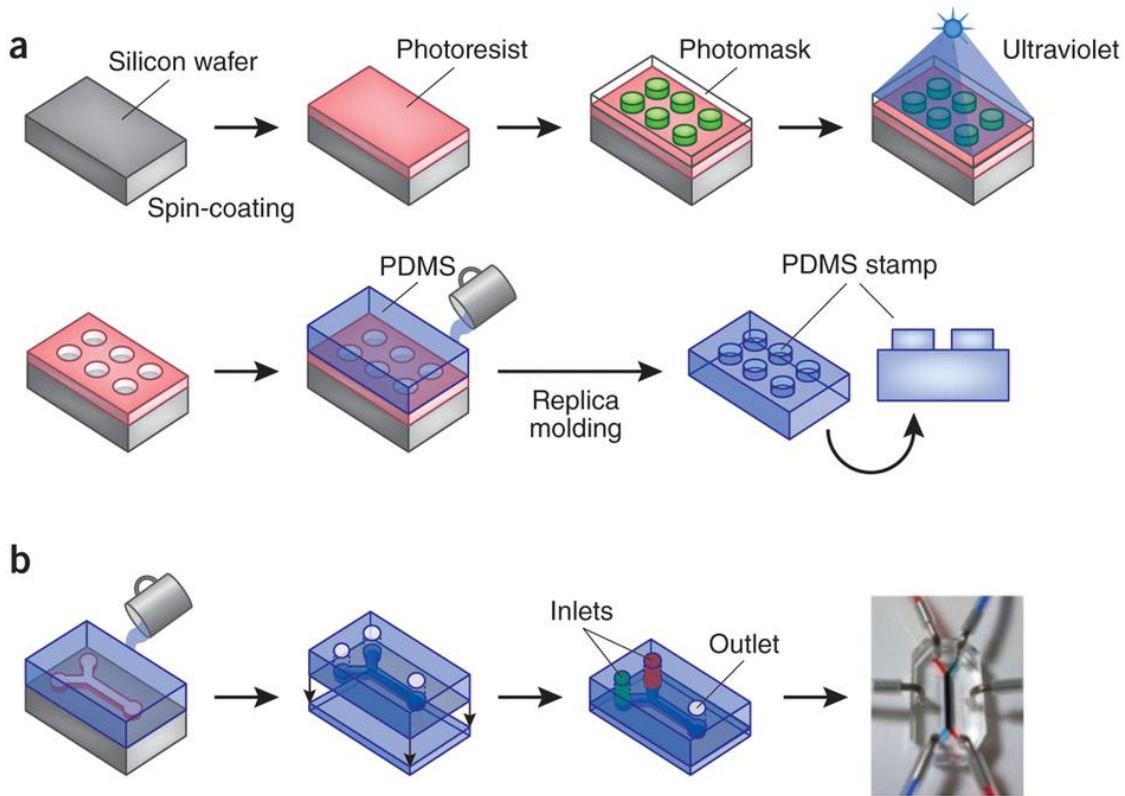 a
Silicon wafer
Photoresist
Photomask
Ultraviolet
Spin-coating
PDMS
PDMS stamp
Replica
molding
b
Inlets
Outlet